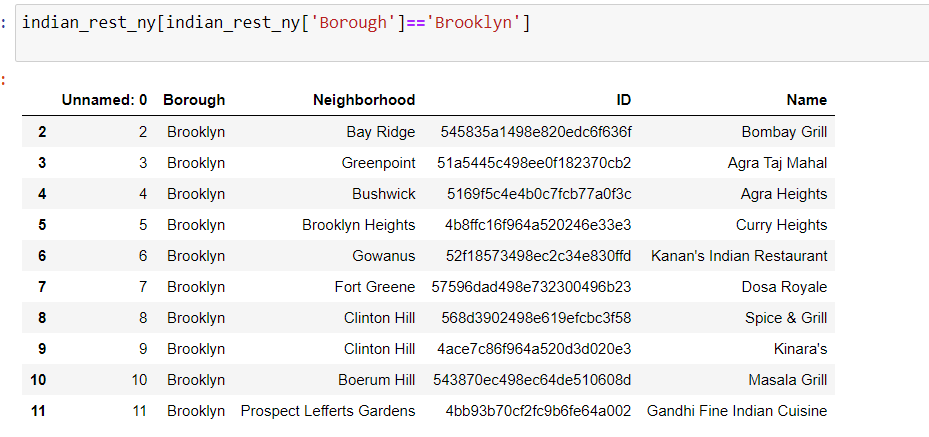 : indian_rest_ny[indian_rest_ny['Borough']=='Brooklyn']
:
Unnamed: 0 Borough Neighborhood ID Name
2 2 Brooklyn Bay Ridge 545835a1498e820edc6f636f Bombay Grill
3 3 Brooklyn Greenpoint 51a5445c498ee0f182370cb2 Agra Taj Mahal
4 4 Brooklyn Bushwick 5169f5c4e4b0c7fcb77a0f3c Agra Heights
5 5 Brooklyn Brooklyn Heights 4b8ffc16f964a520246e33e3 Curry Heights
6 6 Brooklyn Gowanus 52f18573498ec2c34e830ffd Kanan's Indian Restaurant
7 7 Brooklyn Fort Greene 57596dad498e732300496b23 Dosa Royale
8 8 Brooklyn Clinton Hill 568d3902498e619efcbc3f58 Spice & Grill
9 9 Brooklyn Clinton Hill 4ace7c86f964a520d3d020e3 Kinara's
10 10 Brooklyn Boerum Hill 543870ec498ec64de510608d Masala Grill
11 11 Brooklyn Prospect Lefferts Gardens 4bb93b70cf2fc9b6fe64a002 Gandhi Fine Indian Cuisine